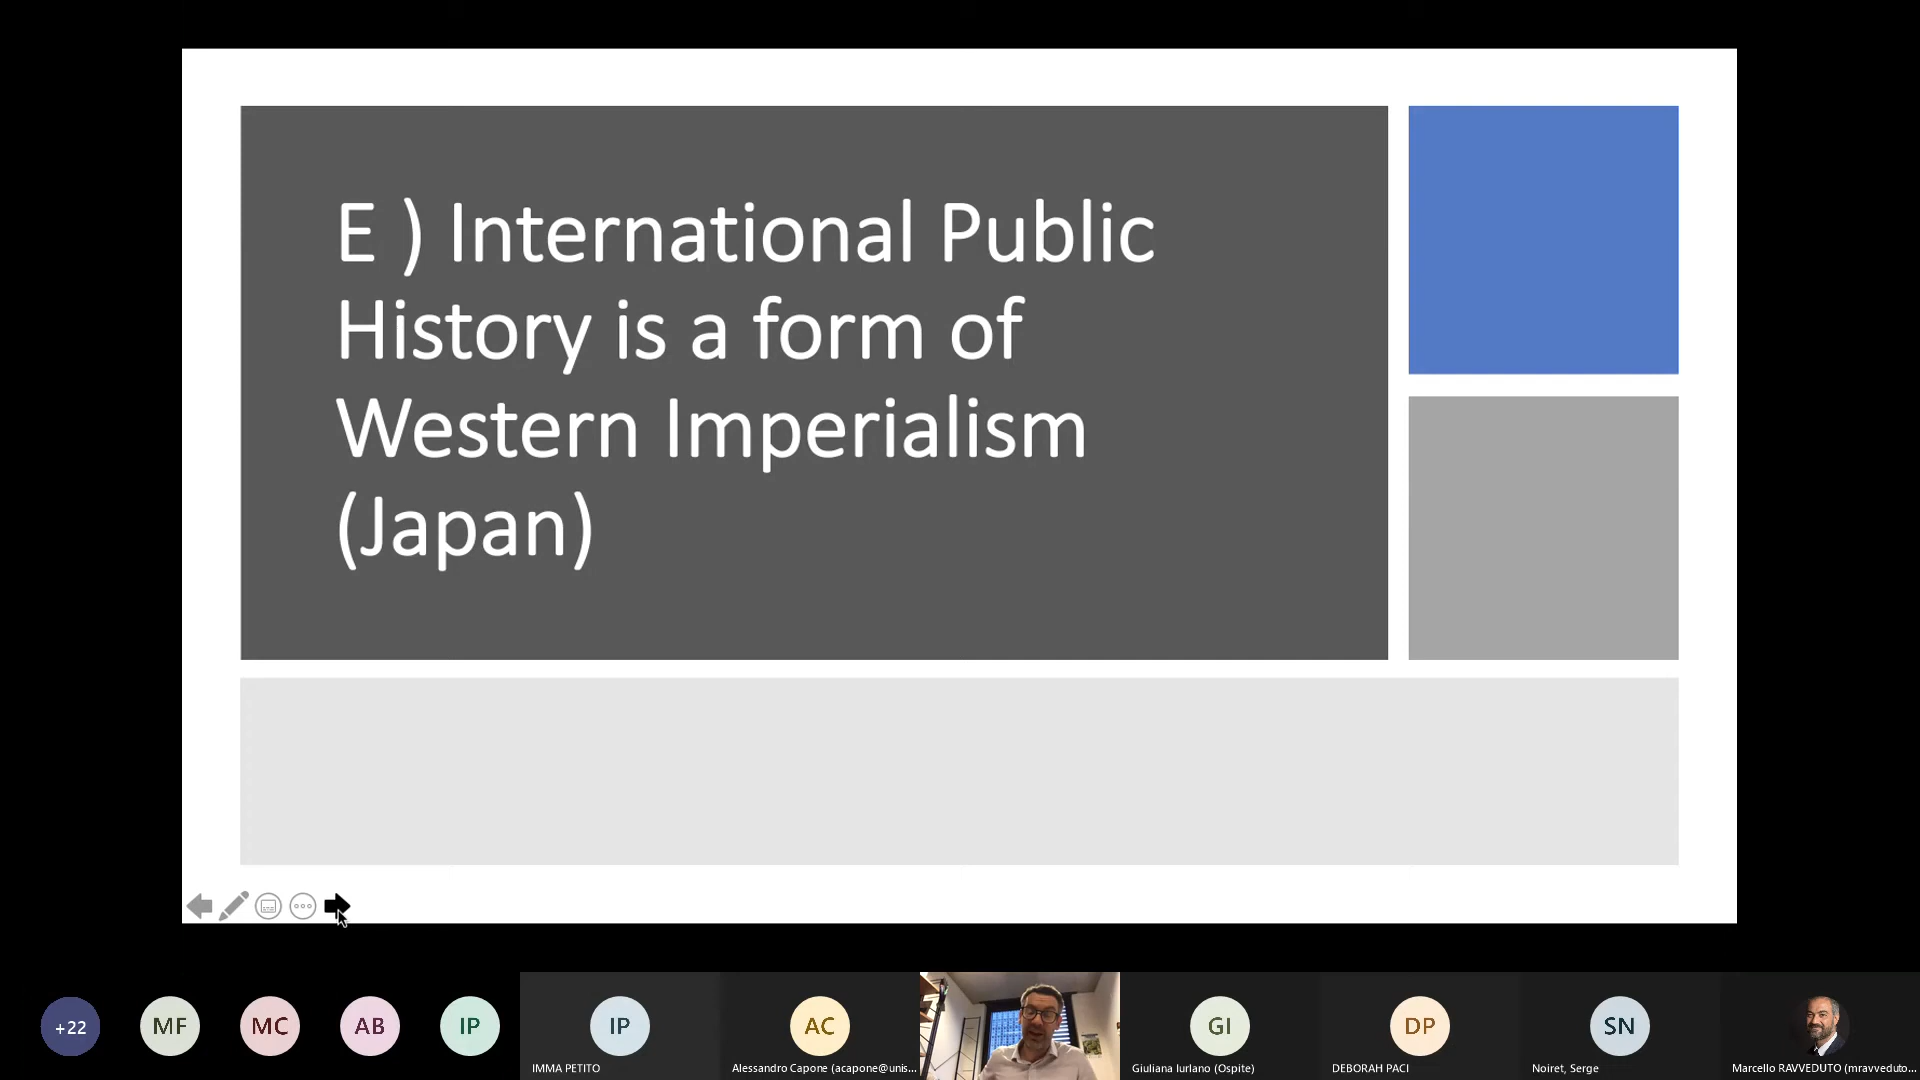 E ) International Public
History is a form of
Western Imperialism
(Japan)
+22
MF
MC
AB
IP
IP
AC
GI
DP
SN
IMMA PETITO
Alessandro Capone (acapone@unis...
Giuliana Iurlano (Ospite)
DEBORAH PACI
Noiret, Serge
Marcello RAVVEDUTO (mravveduto...